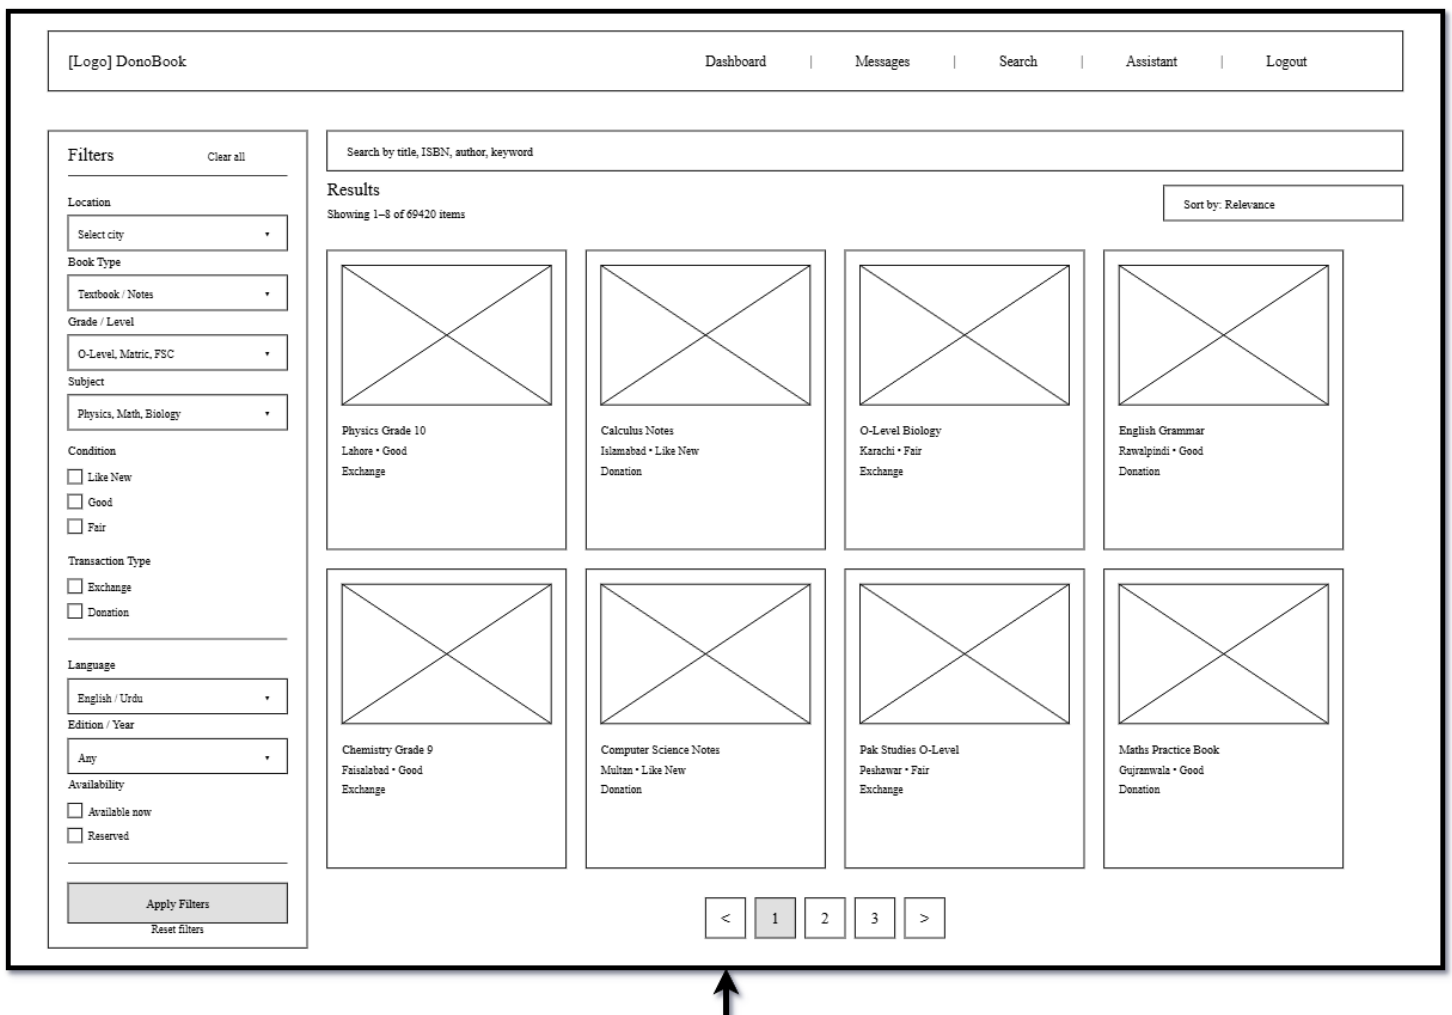 [Logo] DonoBook
Dashboard | Messages | Search | Assistant | Logout
Filters
Clear all
Location
Select city
Book Type
Textbook / Notes
Grade / Level
O-Level, Matric, FSC
Subject
Physics, Math, Biology
Condition
Like New
Good
Fair
Transaction Type
Exchange
Donation
Language
English / Urdu
Edition / Year
Any
Availability
Available now
Reserved
Apply Filters
Reset filters
Search by title, ISBN, author, keyword
Results
Showing 1–8 of 69420 items
Sort by: Relevance
Physics Grade 10
Lahore • Good
Exchange
Calculus Notes
Islamabad • Like New
Donation
O-Level Biology
Karachi • Fair
Exchange
English Grammar
Rawalpindi • Good
Donation
Chemistry Grade 9
Faisalabad • Good
Exchange
Computer Science Notes
Multan • Like New
Donation
Pak Studies O-Level
Peshawar • Fair
Exchange
Maths Practice Book
Gujranwala • Good
Donation
< 1 2 3 >